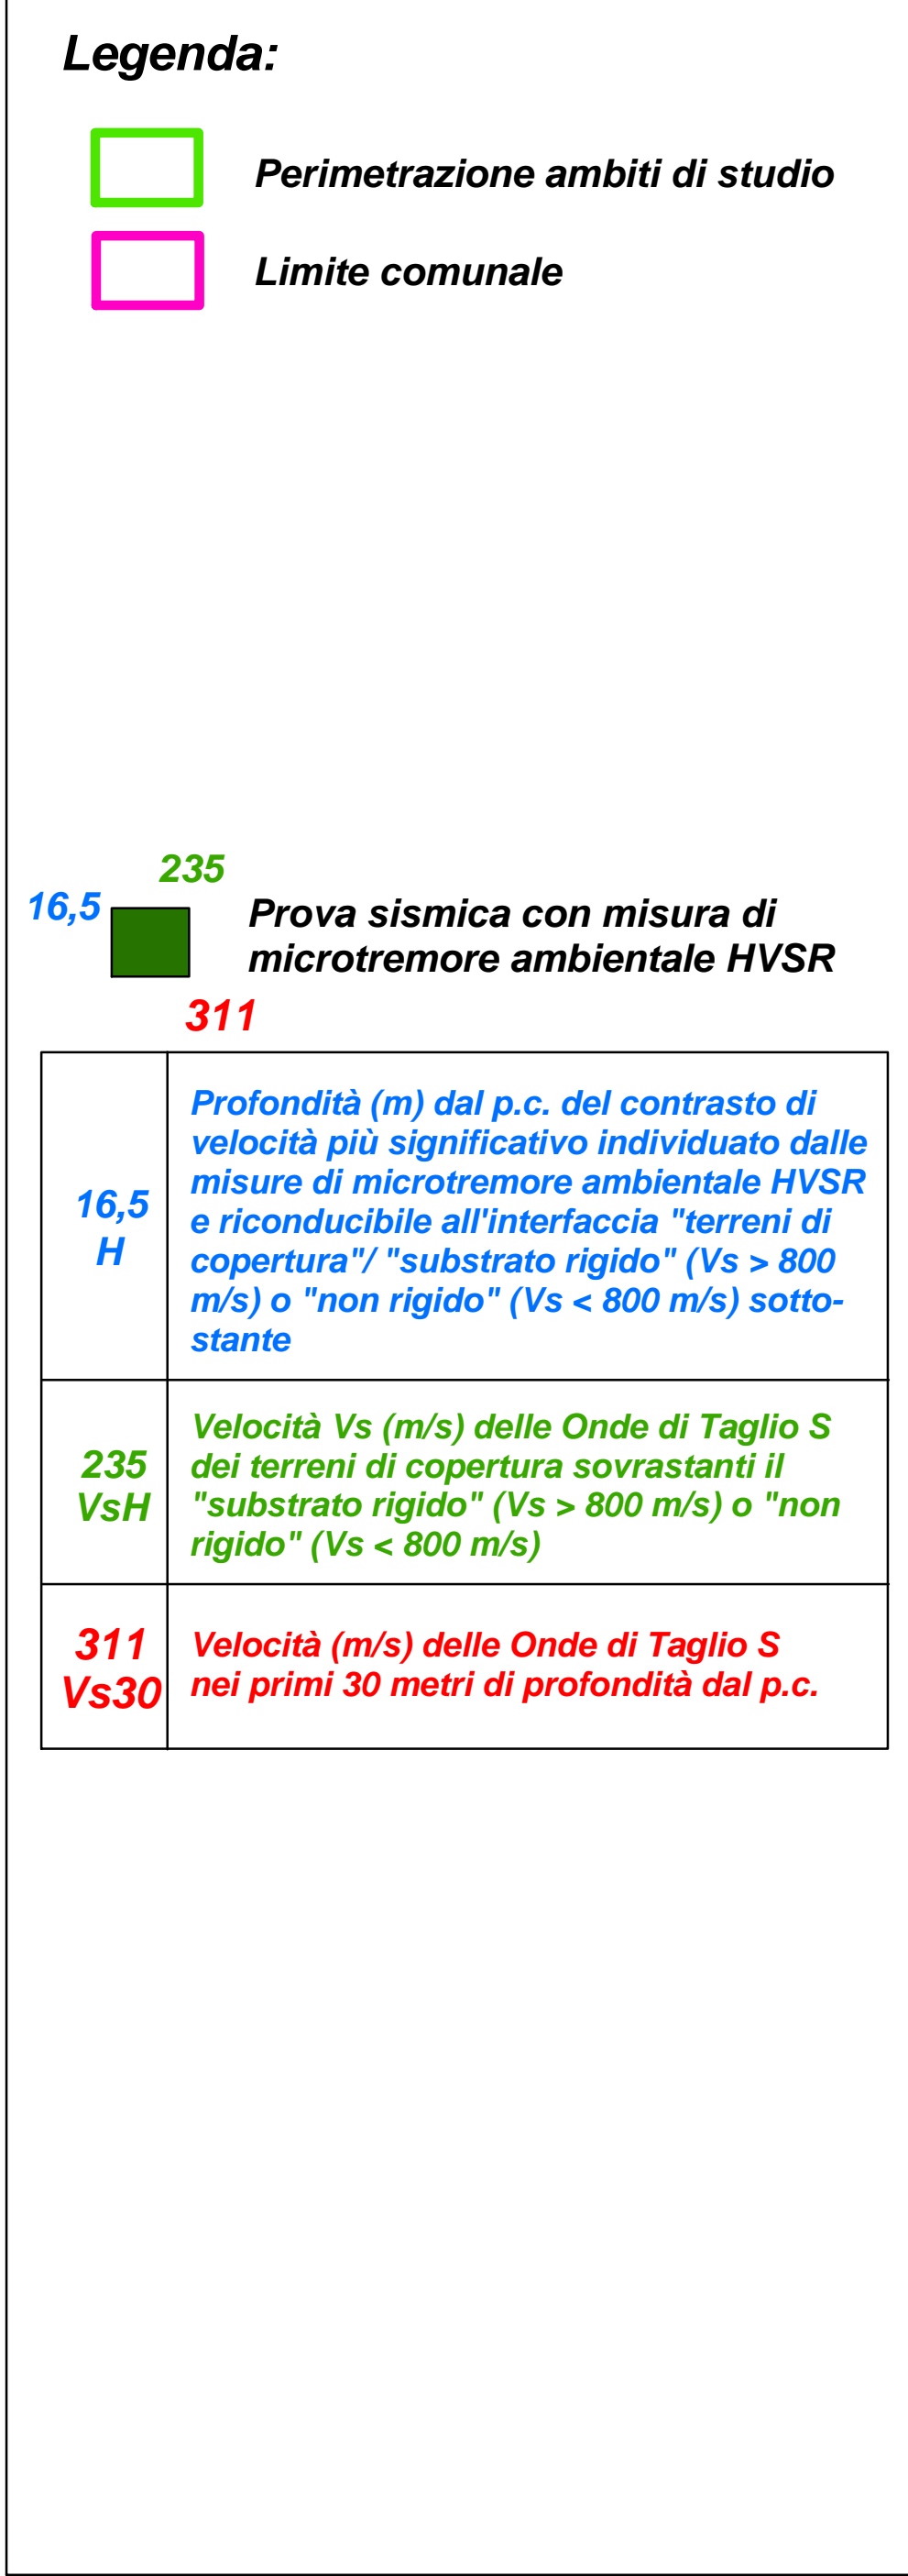 Legenda:
Perimetrazione ambiti di studio
Limite comunale
235
16,5
Prova sismica con misura di
microtremore ambientale HVSR
311
16,5
H
Profondità (m) dal p.c. del contrasto di
velocità più significativo individuato dalle
misure di microtremore ambientale HVSR
e riconducibile all'interfaccia "terreni di
copertura"/ "substrato rigido" (Vs > 800
m/s) o "non rigido" (Vs < 800 m/s) sotto-
stante
235
VsH
Velocità Vs (m/s) delle Onde di Taglio S
dei terreni di copertura sovrastanti il
"substrato rigido" (Vs > 800 m/s) o "non
rigido" (Vs < 800 m/s)
311
Vs30
Velocità (m/s) delle Onde di Taglio S
nei primi 30 metri di profondità dal p.c.